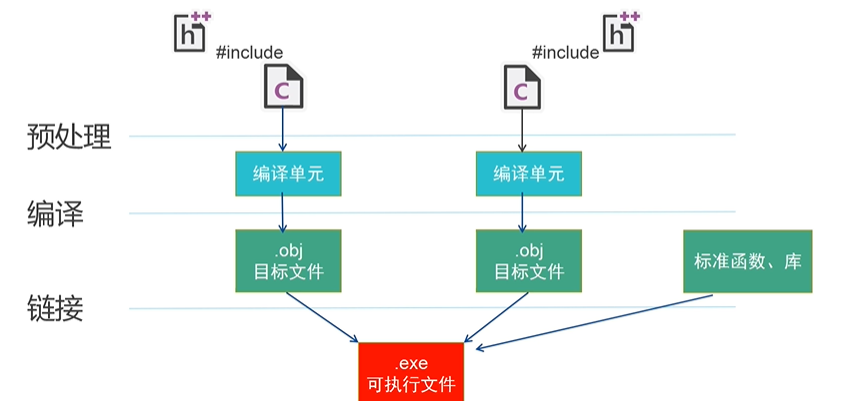 h++
#include
#include
h++
C
C
预处理
编译单元
编译单元
编译
.obj
目标文件
.obj
目标文件
标准函数、库
链接
.exe
可执行文件